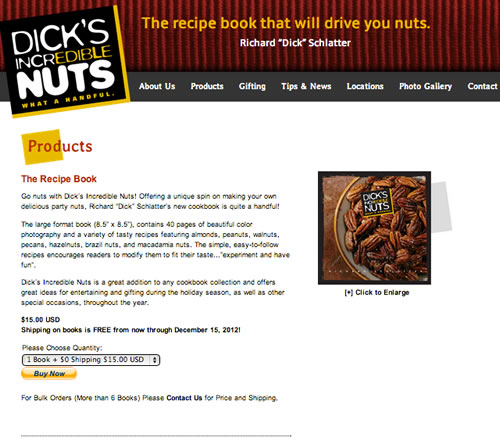 The recipe book that will drive you nuts.
Richard "Dick" Schlatter
DICK'S
INCREDIBLE
NUTS
WHAT A HANDFUL.
About Us Products Gifting Tips & News Locations Photo Gallery Contact
Products
The Recipe Book
Go nuts with Dick's Incredible Nuts! Offering a unique spin on making your own
delicious party nuts, Richard "Dick" Schlatter's new cookbook is quite a handful!
The large format book (8.5" x 8.5"), contains 40 pages of beautiful color
photography and a variety of tasty recipes featuring almonds, peanuts, walnuts,
pecans, hazelnuts, brazil nuts, and macadamia nuts. The simple, easy-to-follow
recipes encourages readers to modify them to fit their taste..."experiment and have
fun".
Dick's Incredible Nuts is a great addition to any cookbook collection and offers
great ideas for entertaining and gifting during the holiday season, as well as other
special occasions, throughout the year.
$15.00 USD
Shipping on books is FREE from now through December 15, 2012!
Please Choose Quantity:
1 Book + $0 Shipping $15.00 USD
Buy Now
For Bulk Orders (More than 6 Books) Please Contact Us for Price and Shipping.
DICK'S
INCREDIBLE
NUTS
RICHARD SCHLATTER
[+] Click to Enlarge